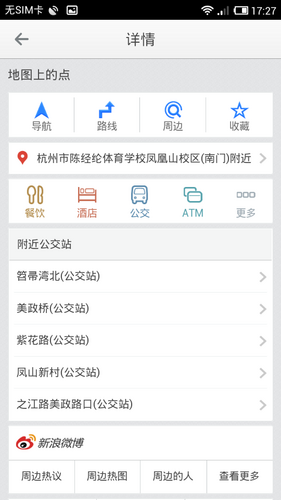 无SIM卡 17:27
详情
地图上的点
导航 路线 周边 收藏
杭州市陈经纶体育学校凤凰山校区(南门)附近
餐饮 酒店 公交 ATM 更多
附近公交站
笤帚湾北(公交站)
美政桥(公交站)
紫花路(公交站)
凤山新村(公交站)
之江路美政路口(公交站)
新浪微博
周边热议 周边热图 周边的人 查看更多